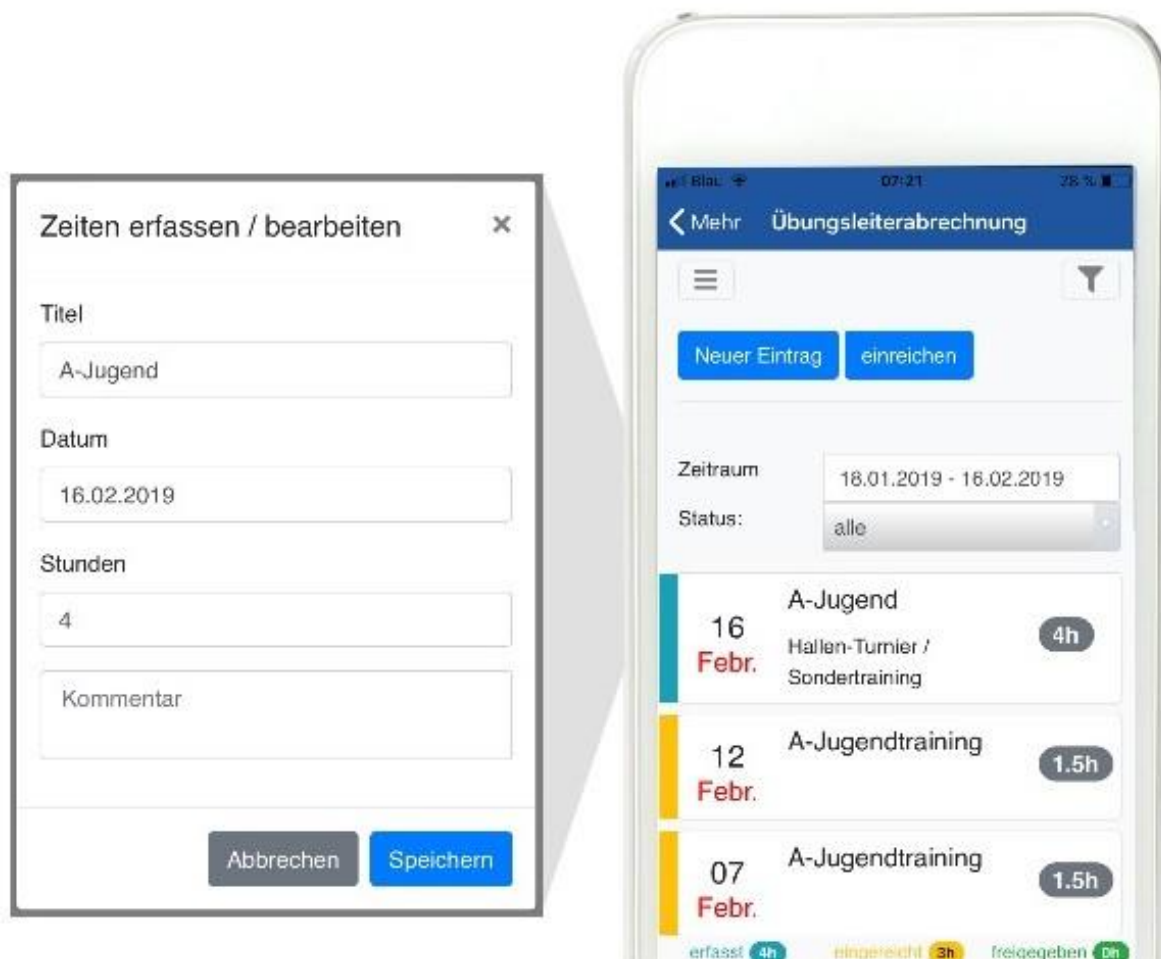 Zeiten erfassen / bearbeiten ×
Titel
A-Jugend
Datum
16.02.2019
Stunden
4
Kommentar
Abbrechen Speichern
Blau 07:21 78 %
Mehr Übungsleiterabrechnung
Neuer Eintrag einreichen
Zeitraum 18.01.2019 - 16.02.2019
Status: alle
16 Febr.
A-Jugend
Hallen-Turnier /
Sondertraining
4h
12 Febr.
A-Jugendtraining
1.5h
07 Febr.
A-Jugendtraining
1.5h
erfasst 4h eingereicht 3h freigegeben 0h